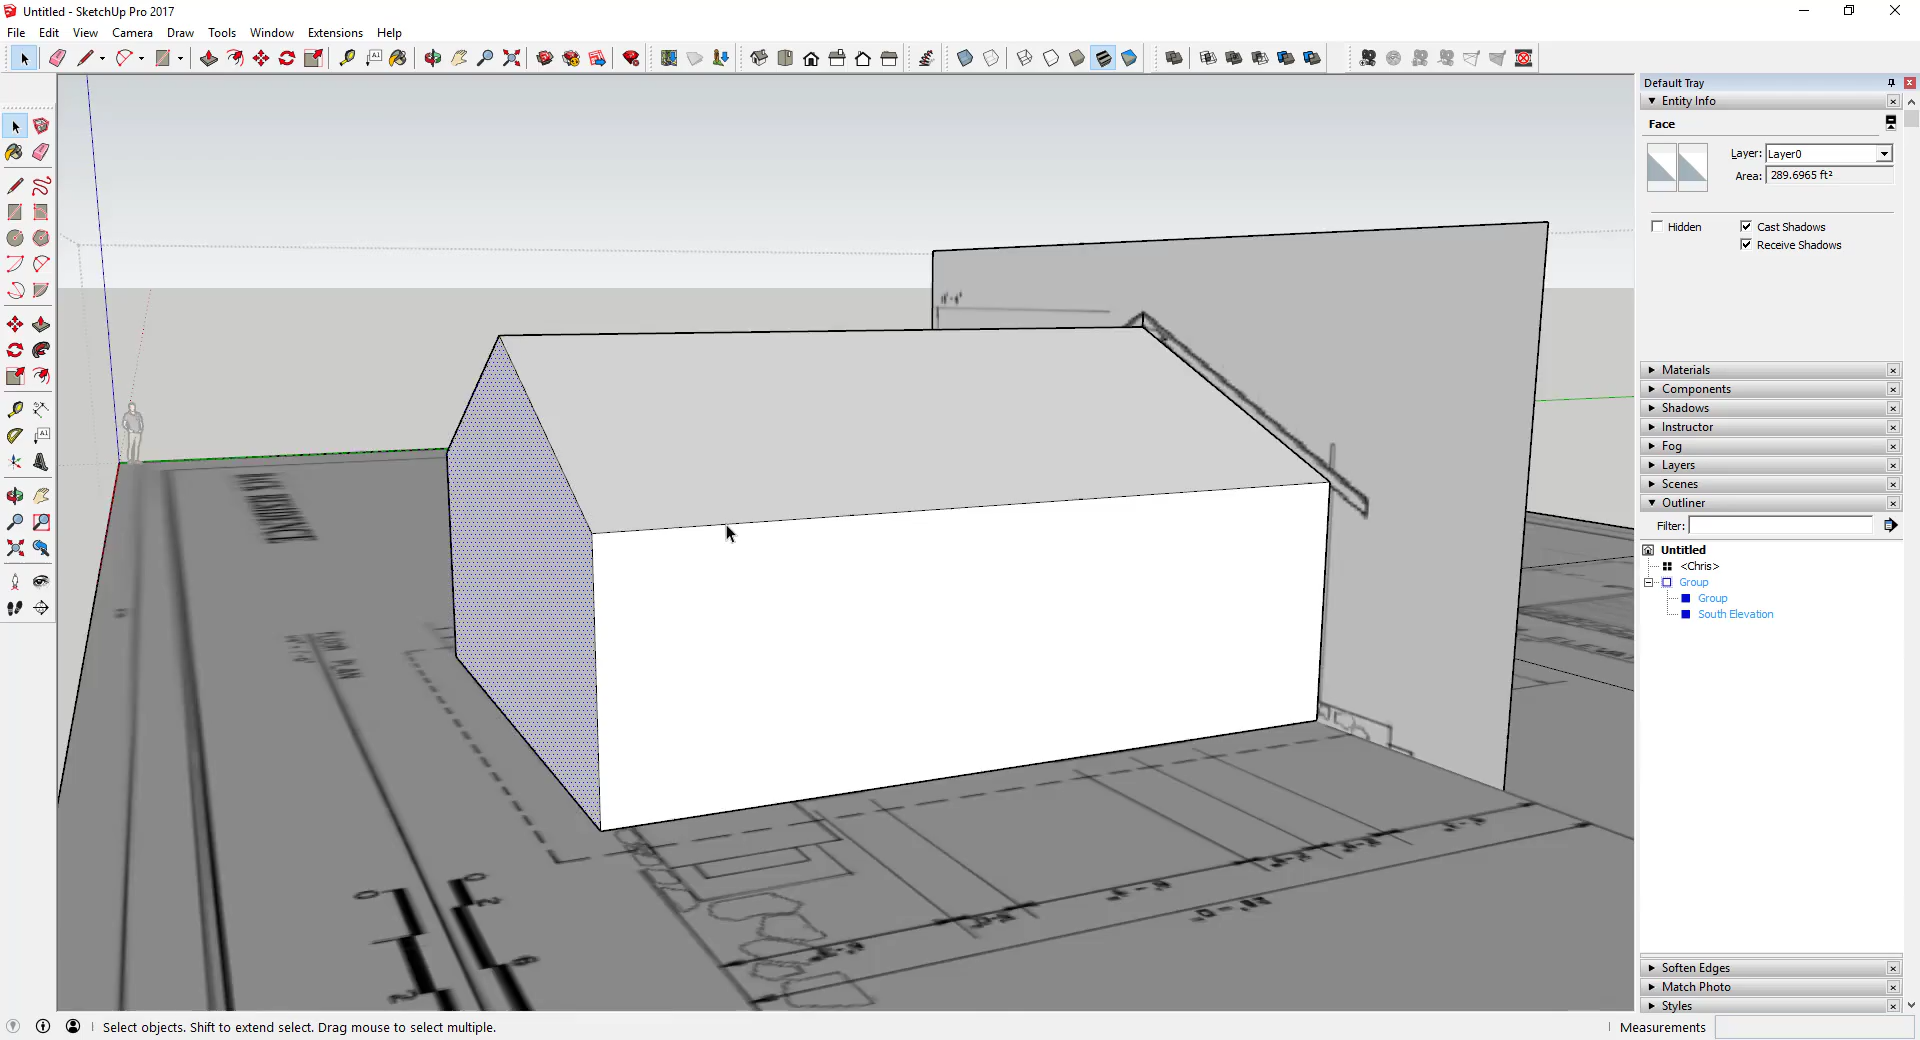 Untitled - SketchUp Pro 2017
File Edit View Camera Draw Tools Window Extensions Help
Default Tray
Entity Info
Face
Layer: Layer0
Area: 289.6965 ft²
Hidden
Cast Shadows
Receive Shadows
Materials
Components
Shadows
Instructor
Fog
Layers
Scenes
Outliner
Filter:
Untitled
<Chris>
Group
Group
South Elevation
Soften Edges
Match Photo
Styles
PLAN
Select objects. Shift to extend select. Drag mouse to select multiple.
Measurements